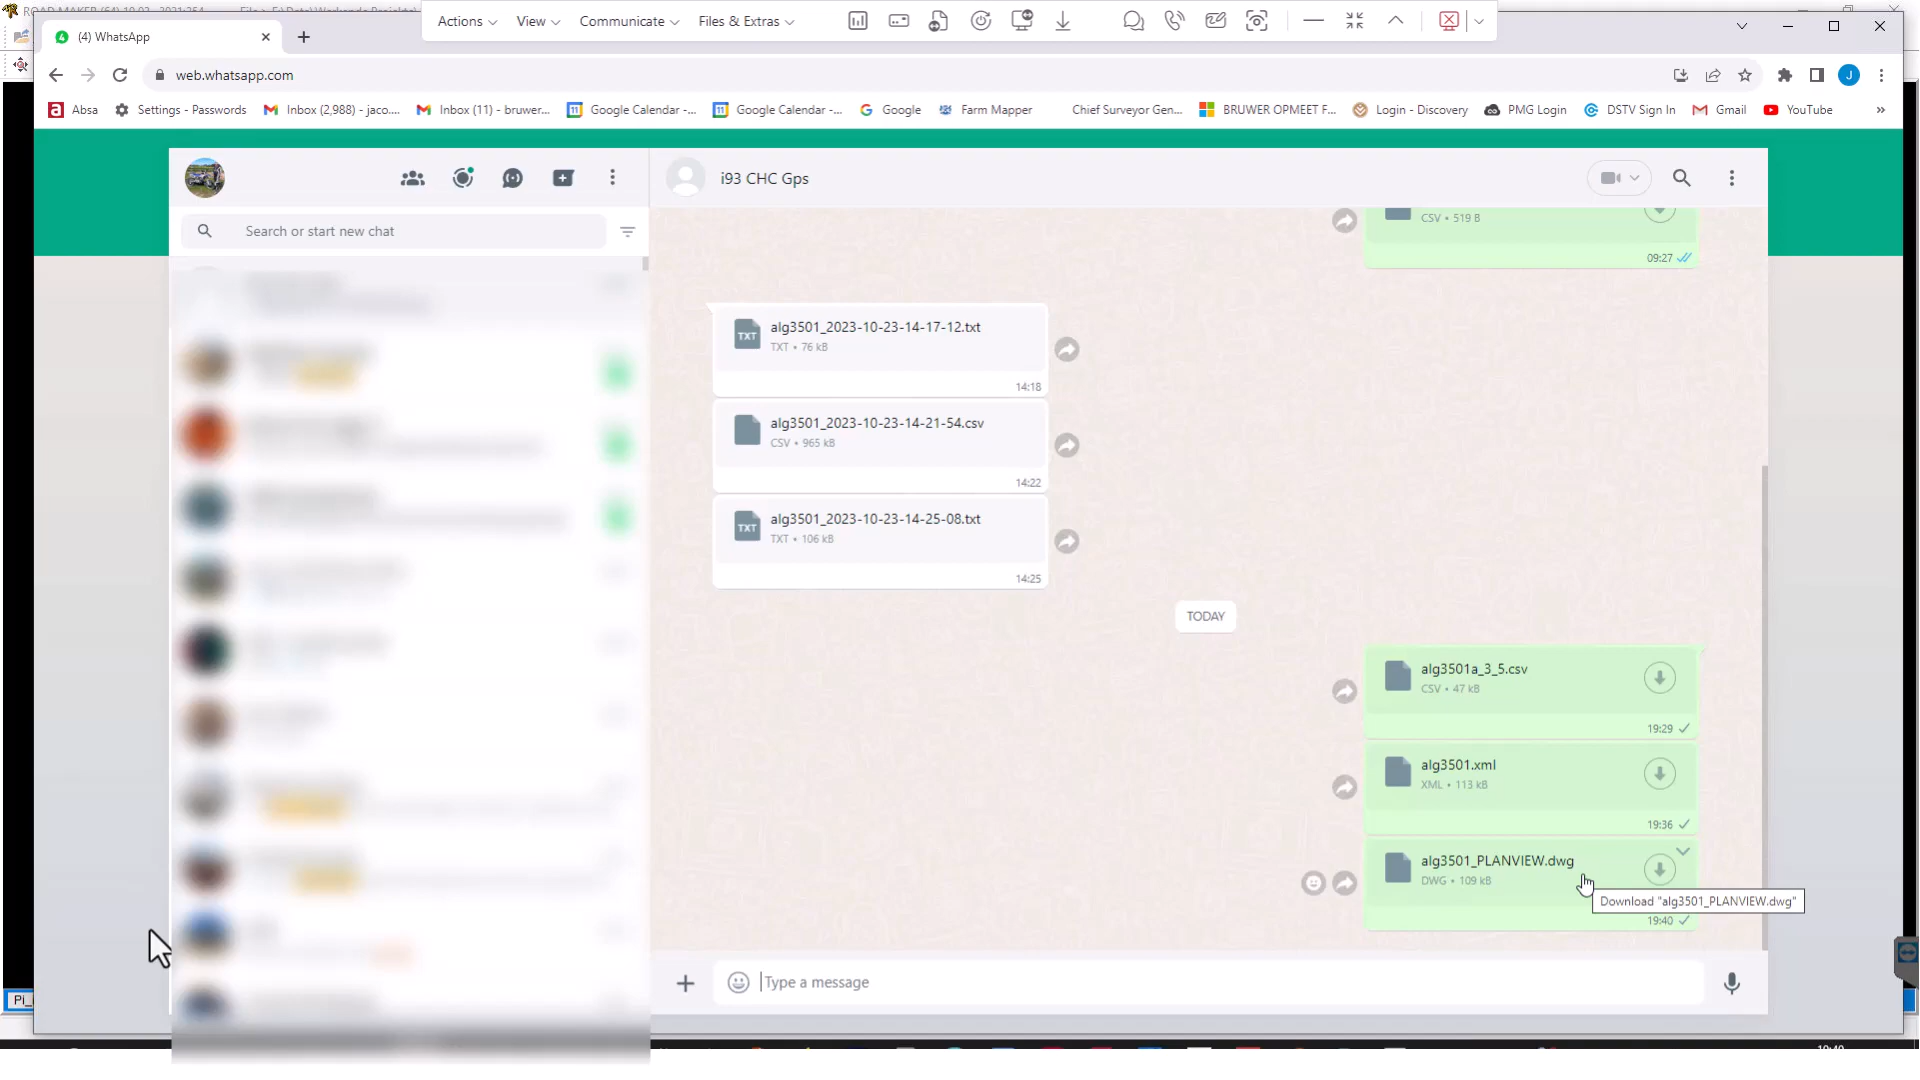 Actions View Communicate Files & Extras
(4) WhatsApp
web.whatsapp.com
Absa Settings - Passwords Inbox (2,988) - jaco.... Inbox (11) - bruwer... Google Calendar -... Google Calendar -... Google Farm Mapper Chief Surveyor Gen... BRUWER OPMEET F... Login - Discovery PMG Login DSTV Sign In Gmail YouTube »
i93 CHC Gps
Search or start new chat
CSV • 519 B
09:27
alg3501_2023-10-23-14-17-12.txt
TXT
TXT • 76 kB
14:18
alg3501_2023-10-23-14-21-54.csv
CSV • 965 kB
14:22
alg3501_2023-10-23-14-25-08.txt
TXT
TXT • 106 kB
14:25
TODAY
alg3501a_3_5.csv
CSV • 47 kB
19:29
alg3501.xml
XML • 113 kB
19:36
alg3501_PLANVIEW.dwg
DWG • 109 kB
Download "alg3501_PLANVIEW.dwg"
19:40
Type a message